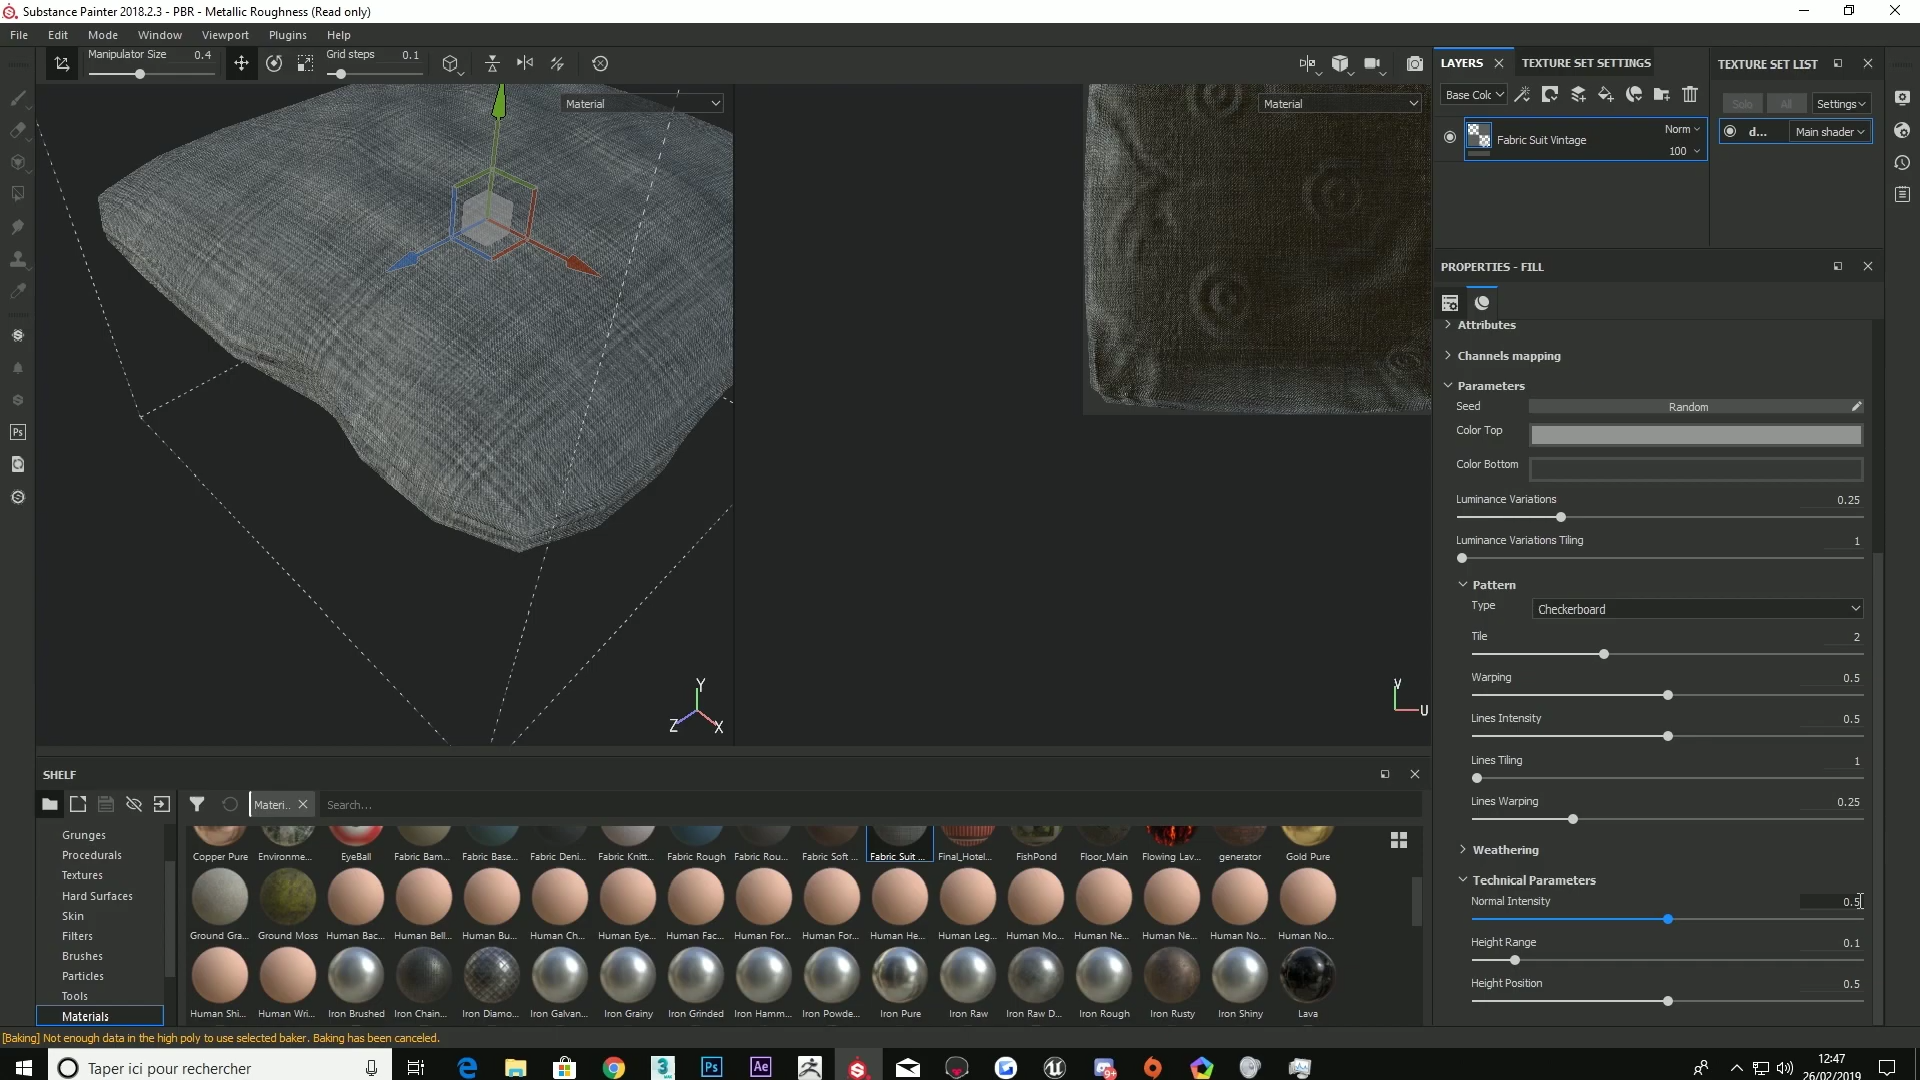 Substance Painter 2018.2.3 - PBR - Metallic Roughness (Read only)
File Edit Mode Window Viewport Plugins Help
Manipulator Size 0.4 Grid steps 0.1
Material
Material
LAYERS TEXTURE SET SETTINGS
Base Colc
Fabric Suit Vintage Norm
100
TEXTURE SET LIST
Solo All Settings
d... Main shader
PROPERTIES - FILL
Attributes
Channels mapping
Parameters
Seed Random
Color Top
Color Bottom
Luminance Variations 0.25
Luminance Variations Tiling 1
Pattern
Type Checkerboard
Tile 2
Warping 0.5
Lines Intensity 0.5
Lines Tiling 1
Lines Warping 0.25
Weathering
Technical Parameters
Normal Intensity 0.5
Height Range 0.1
Height Position 0.5
Y
Z X
V
U
Ps
SHELF
Materi.. Search...
Grunges
Procedurals
Textures
Hard Surfaces
Skin
Filters
Brushes
Particles
Tools
Materials
Copper Pure Environme... EyeBall Fabric Bam... Fabric Base... Fabric Deni... Fabric Knitt... Fabric Rough Fabric Rou... Fabric Soft ... Fabric Suit ... Final_Hotel... FishPond Floor_Main Flowing Lav... generator Gold Pure
Ground Gra... Ground Moss Human Bac... Human Bell... Human Bu... Human Ch... Human Eye... Human Fac... Human For... Human For... Human He... Human Leg... Human Mo... Human Ne... Human Ne... Human No... Human No...
Human Shi... Human Wri... Iron Brushed Iron Chain... Iron Diamo... Iron Galvan... Iron Grainy Iron Grinded Iron Hamm... Iron Powde... Iron Pure Iron Raw Iron Raw D... Iron Rough Iron Rusty Iron Shiny Lava
[Baking] Not enough data in the high poly to use selected baker. Baking has been canceled.
Taper ici pour rechercher
3
Ps Ae
9+
12:47
26/02/2019